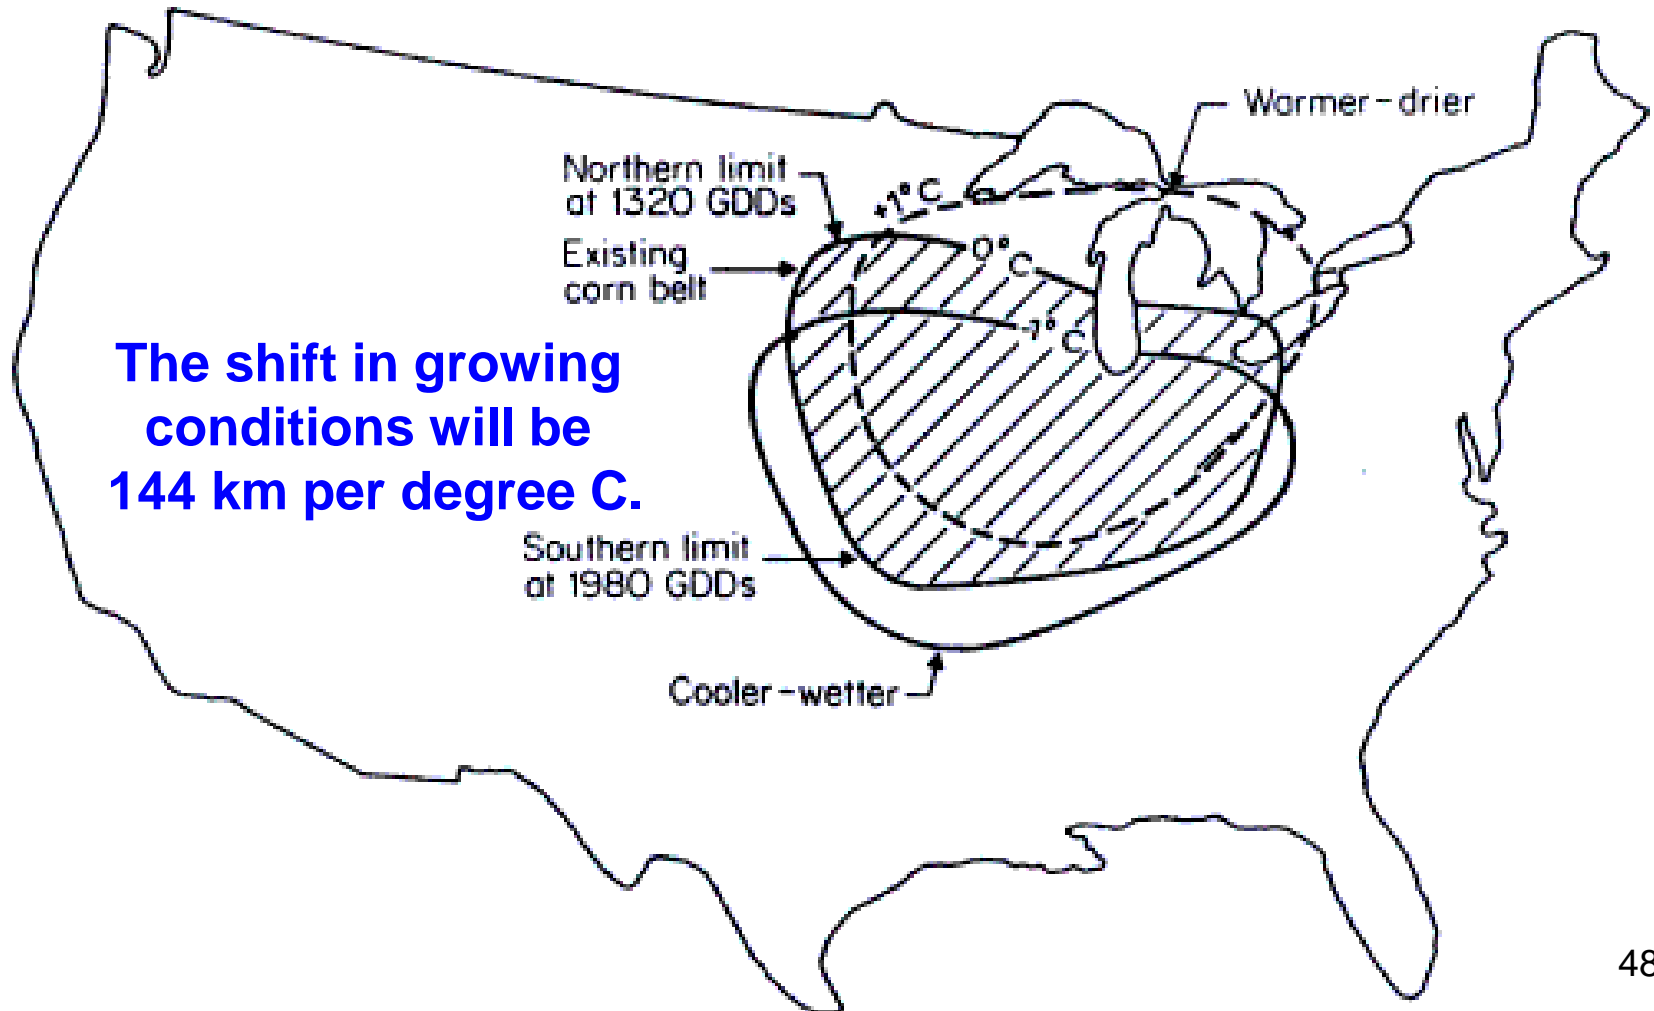 Warmer-drier
Northern limit
at 1320 GDDs
+1°C
Existing
corn belt
0°C
-1°C
The shift in growing
conditions will be
144 km per degree C.
Southern limit
at 1980 GDDs
Cooler-wetter
48